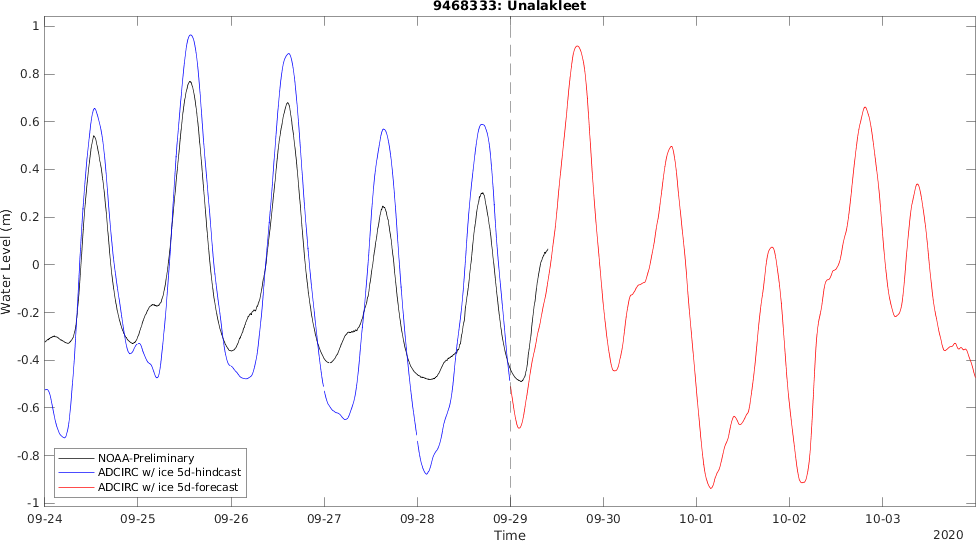 9468333: Unalakleet
1
0.8
0.6
0.4
0.2
0
-0.2
-0.4
-0.6
-0.8
-1
Water Level (m)
NOAA-Preliminary
ADCIRC w/ ice 5d-hindcast
ADCIRC w/ ice 5d-forecast
09-24 09-25 09-26 09-27 09-28 09-29 09-30 10-01 10-02 10-03
Time
2020